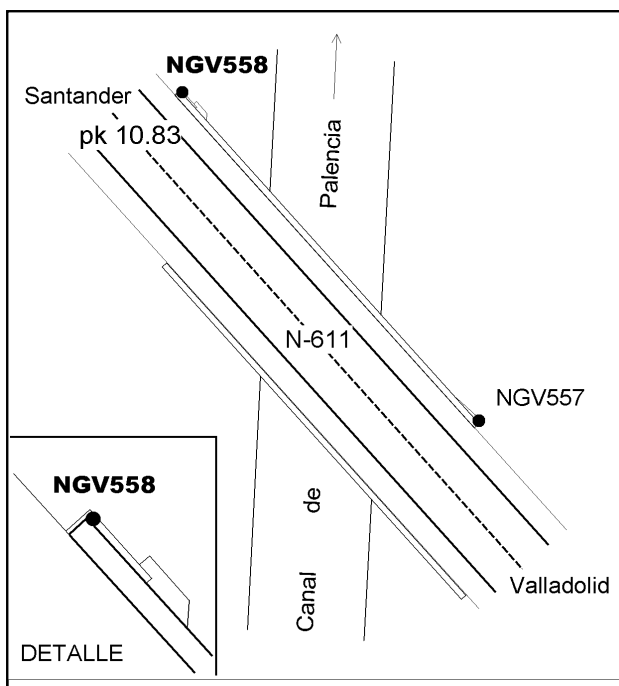 NGV558
Santander
pk 10.83
Palencia
N-611
NGV557
NGV558
Canal de
Valladolid
DETALLE